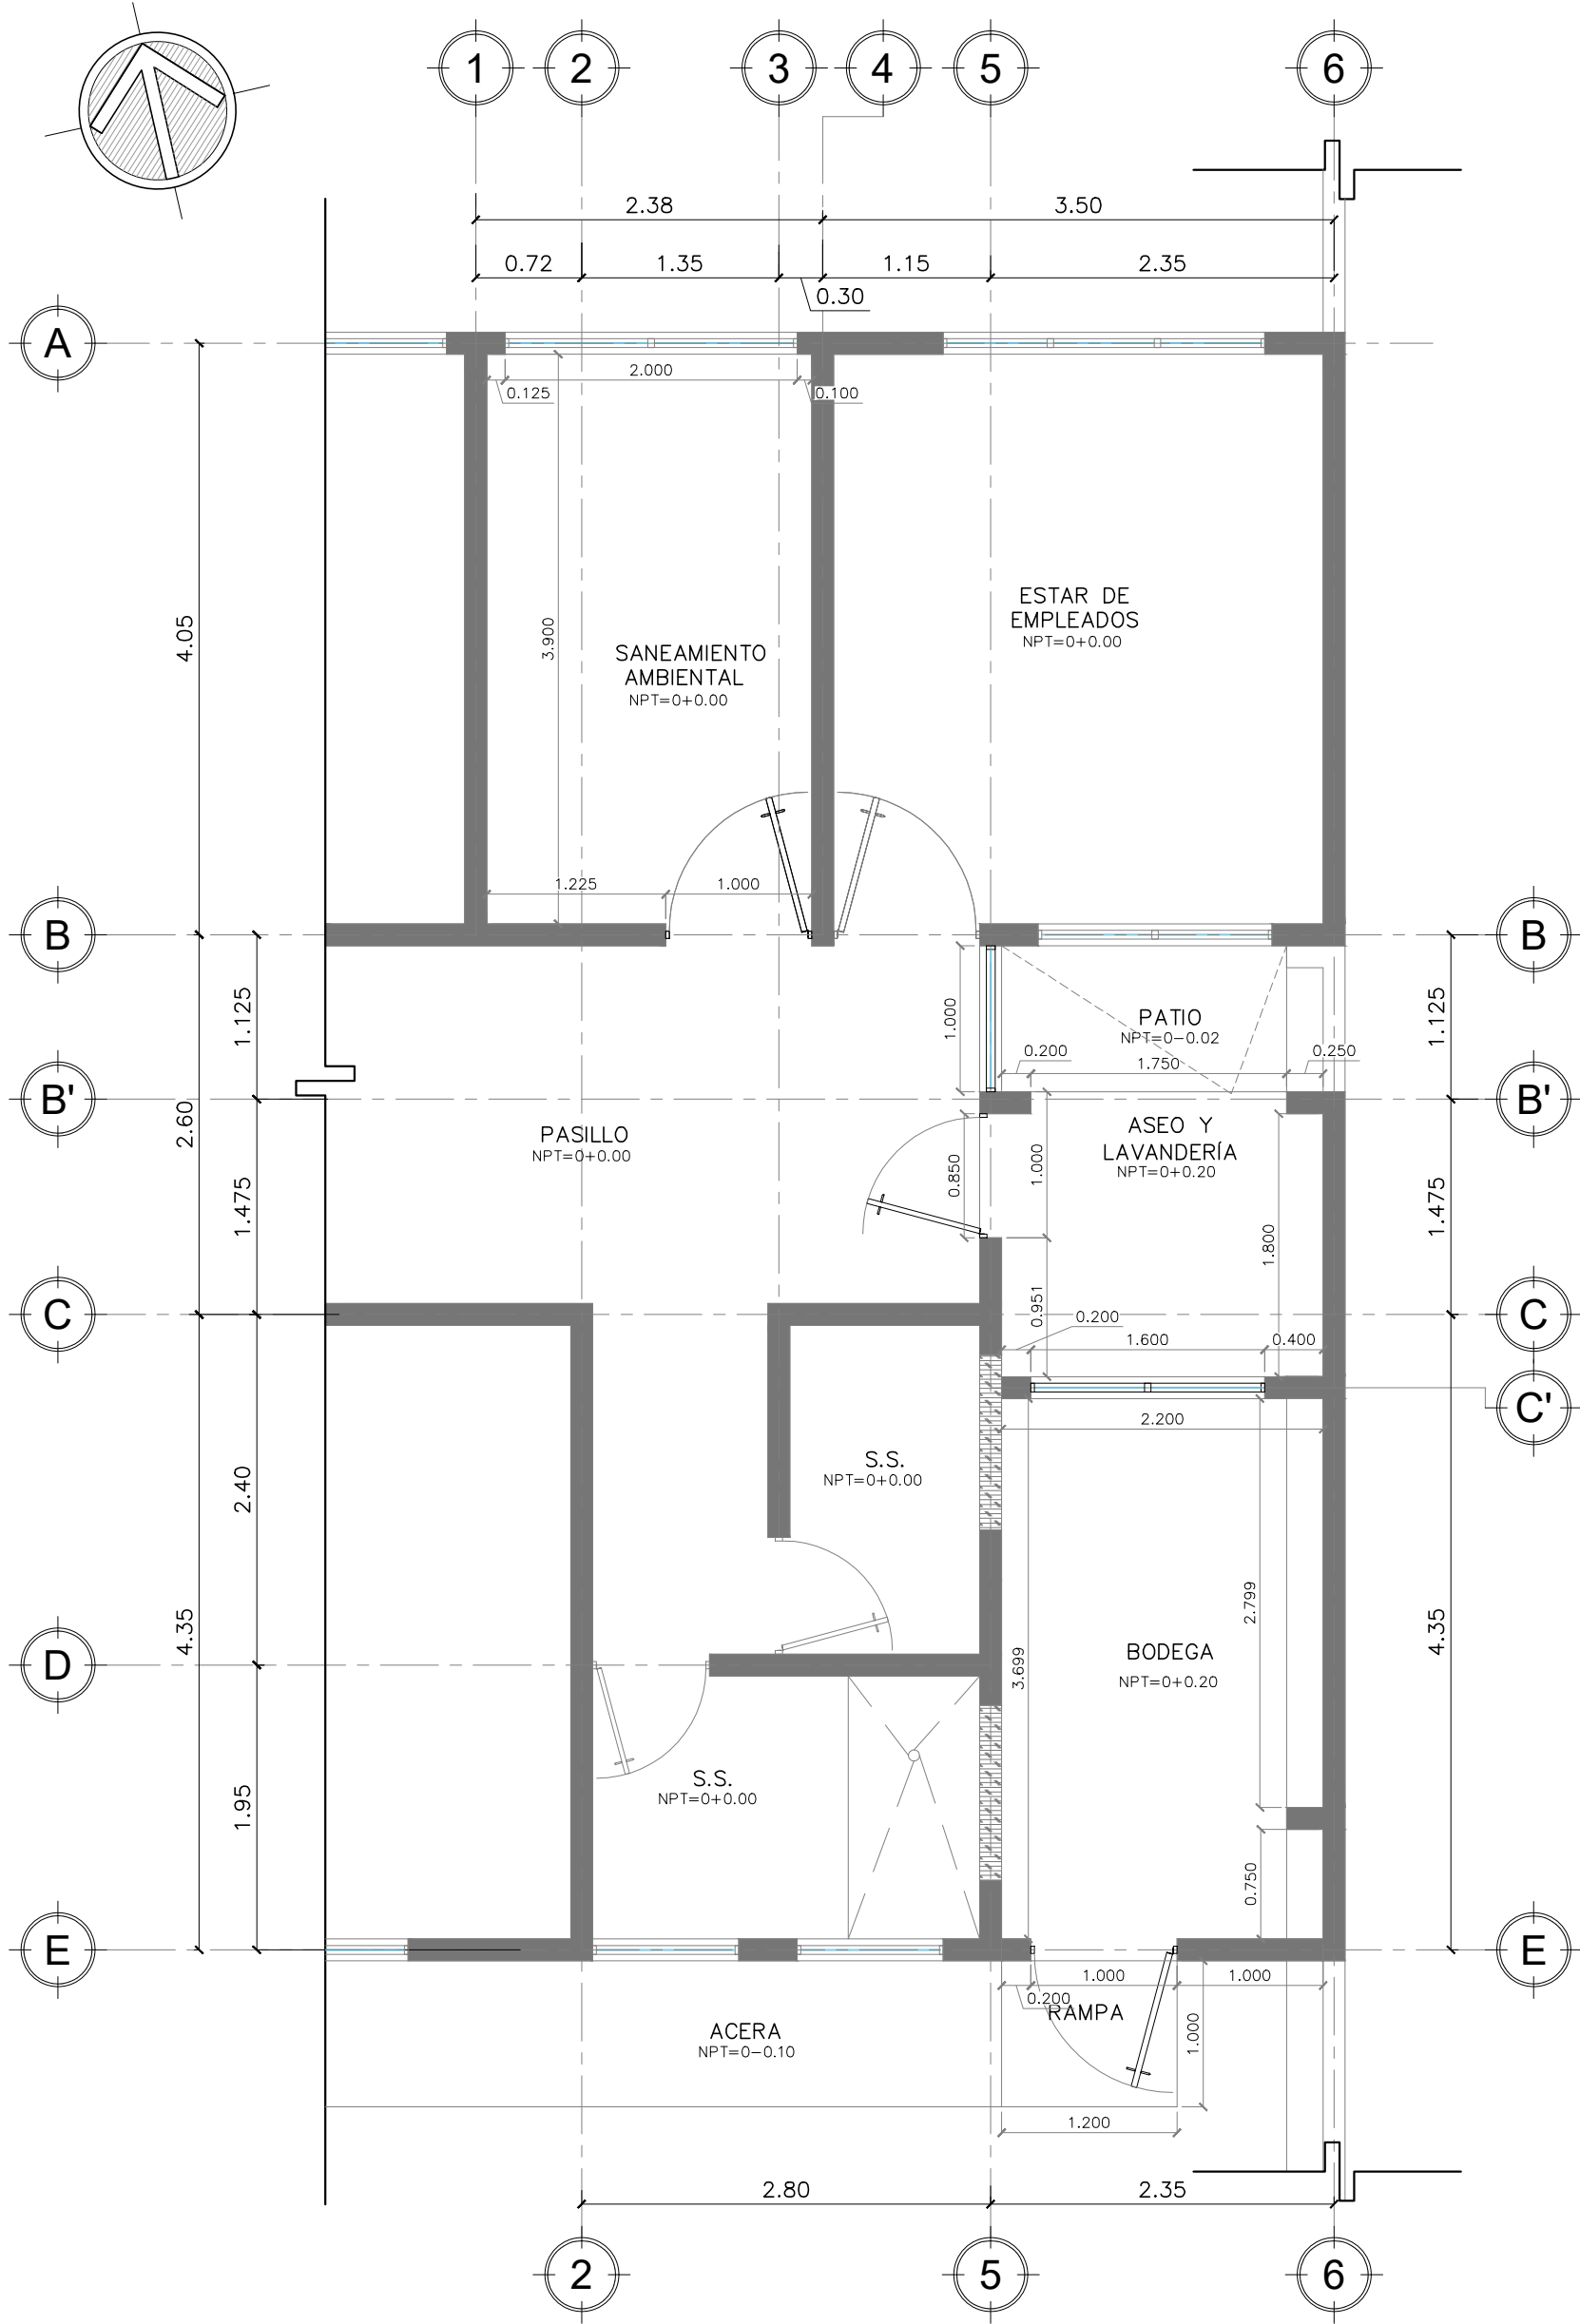 1
2
3
4
5
6
2.38
3.50
0.72
1.35
1.15
2.35
0.30
A
2.000
0.125
0.100
4.05
3.900
ESTAR DE
EMPLEADOS
NPT=0+0.00
SANEAMIENTO
AMBIENTAL
NPT=0+0.00
1.225
1.000
B
B
1.125
1.000
PATIO
NPT=0-0.02
1.125
0.200
1.750
0.250
B'
B'
2.60
PASILLO
NPT=0+0.00
ASEO Y
LAVANDERÍA
NPT=0+0.20
1.475
0.850
1.000
1.800
1.475
C
0.951
0.200
1.600
0.400
C
C'
2.200
2.40
S.S.
NPT=0+0.00
4.35
2.799
4.35
D
3.699
BODEGA
NPT=0+0.20
1.95
S.S.
NPT=0+0.00
0.750
E
E
1.000
1.000
0.200
RAMPA
ACERA
NPT=0-0.10
1.000
1.200
2.80
2.35
2
5
6